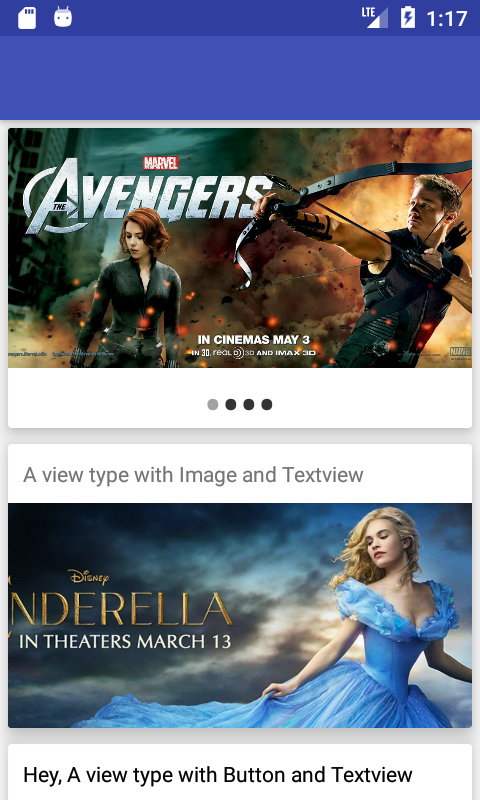 LTE
1:17
MARVEL
THE AVENGERS
IN CINEMAS MAY 3
IN 3D, REAL D 3D AND IMAX 3D
A view type with Image and Textview
Disney
INDERELLA
IN THEATERS MARCH 13
Hey, A view type with Button and Textview